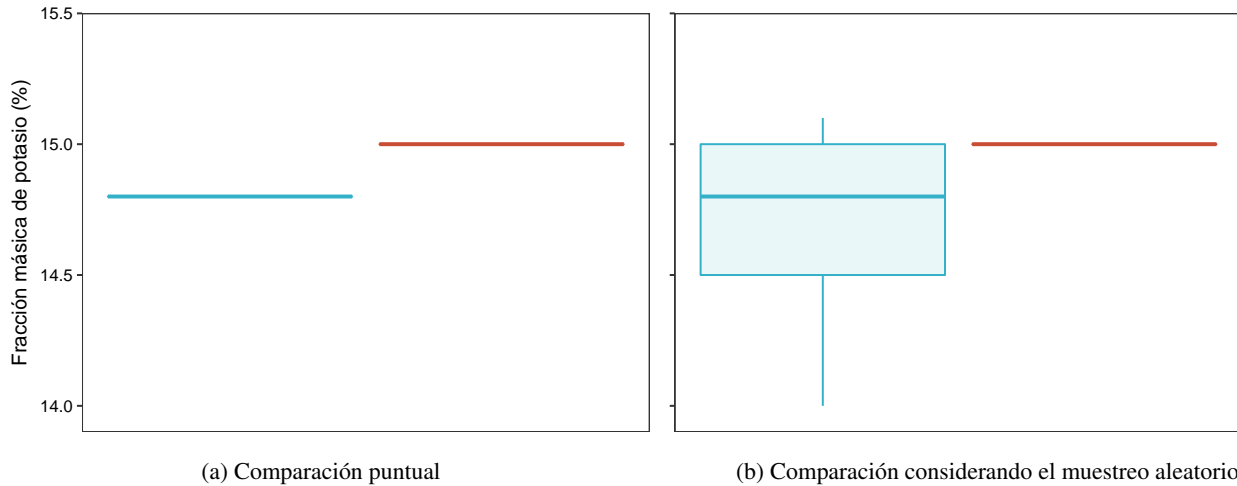 15.5
15.0
14.5
14.0
Fracción másica de potasio (%)
(a) Comparación puntual
(b) Comparación considerando el muestreo aleatorio